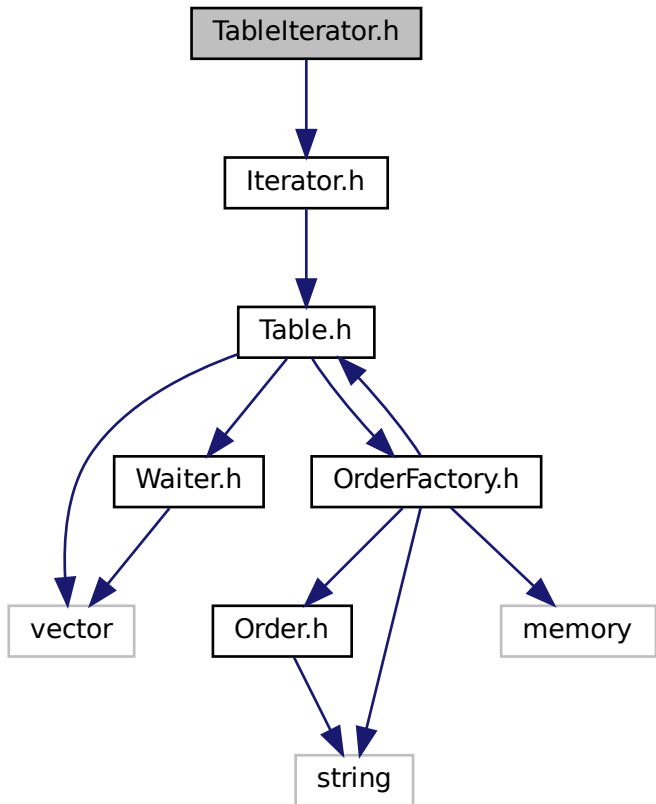 TableIterator.h
Iterator.h
Table.h
Waiter.h
OrderFactory.h
vector
Order.h
memory
string